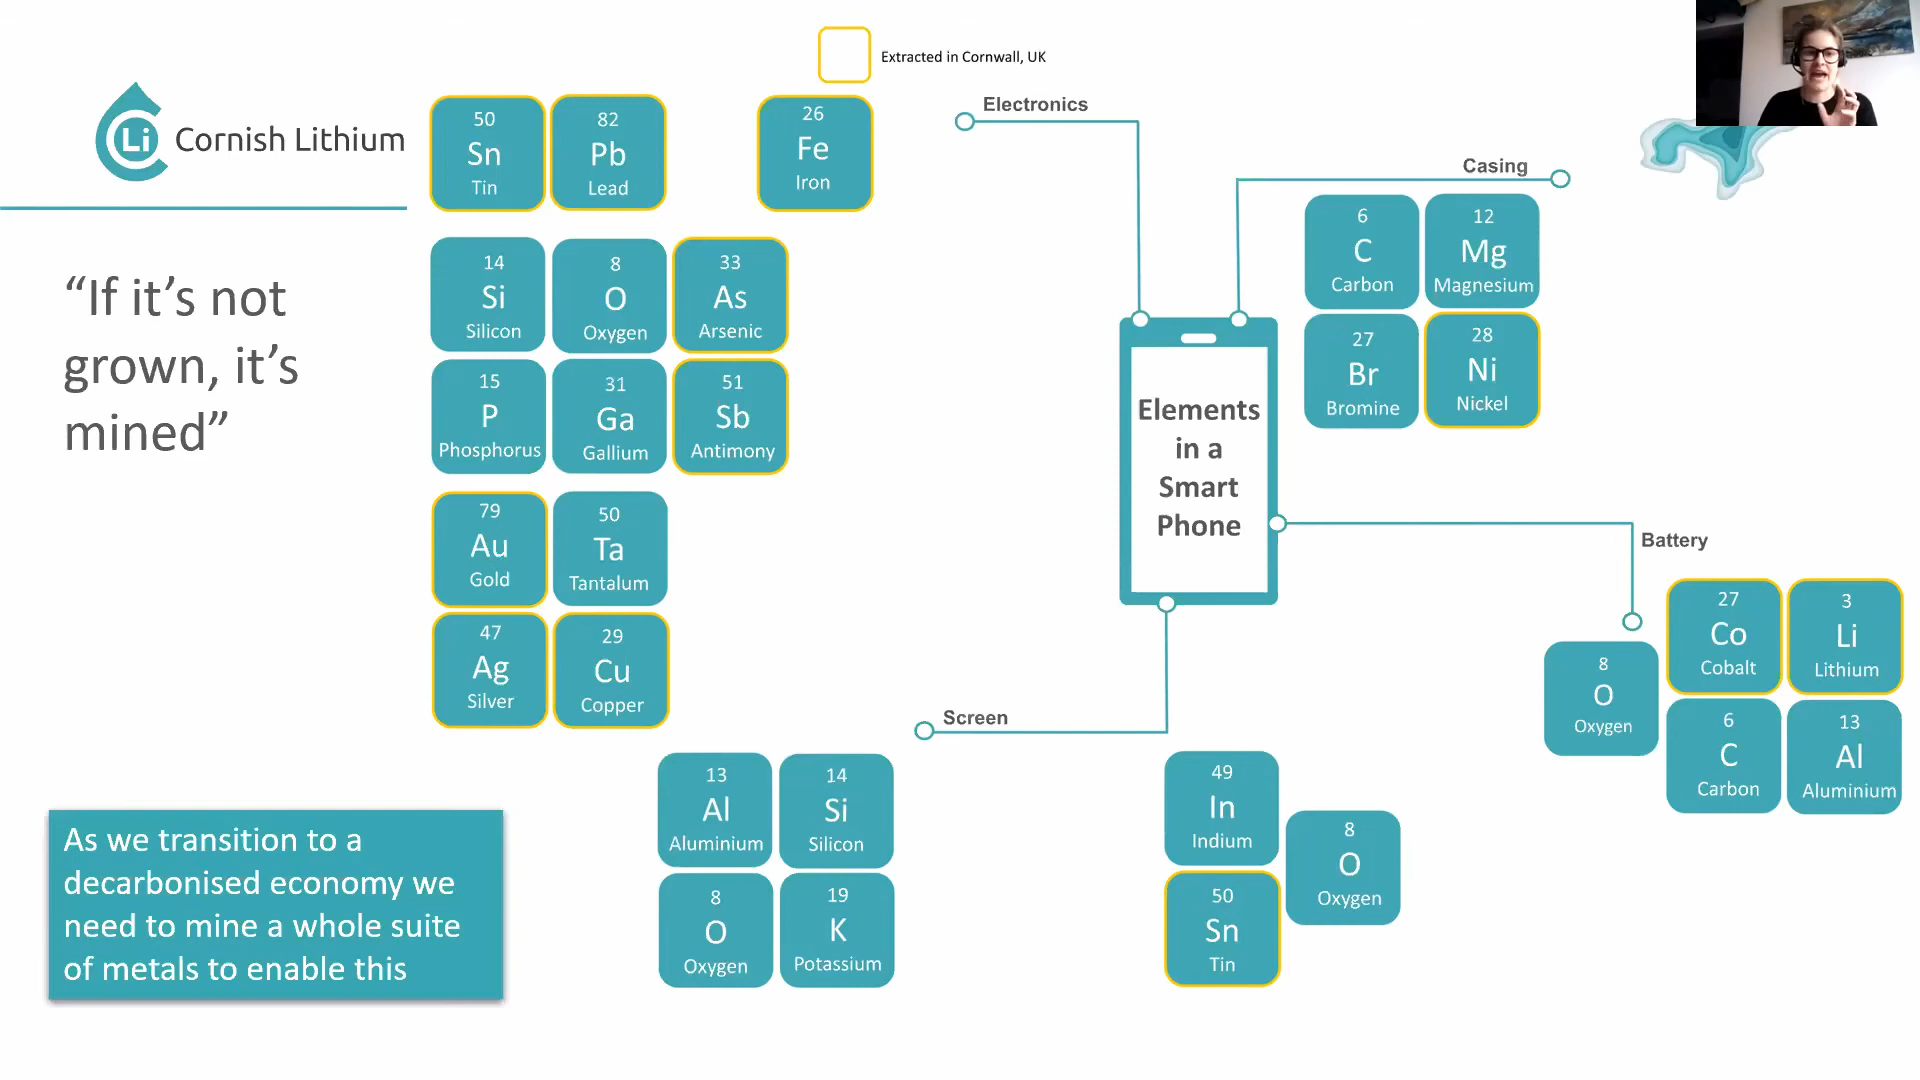 Extracted in Cornwall, UK
Li
Cornish Lithium
“If it’s not
grown, it’s
mined”
As we transition to a
decarbonised economy we
need to mine a whole suite
of metals to enable this
Electronics
50
Sn
Tin
82
Pb
Lead
26
Fe
Iron
14
Si
Silicon
8
O
Oxygen
33
As
Arsenic
15
P
Phosphorus
31
Ga
Gallium
51
Sb
Antimony
79
Au
Gold
50
Ta
Tantalum
47
Ag
Silver
29
Cu
Copper
Casing
6
C
Carbon
12
Mg
Magnesium
27
Br
Bromine
28
Ni
Nickel
Elements
in a
Smart
Phone
Battery
8
O
Oxygen
27
Co
Cobalt
3
Li
Lithium
6
C
Carbon
13
Al
Aluminium
Screen
13
Al
Aluminium
14
Si
Silicon
8
O
Oxygen
19
K
Potassium
49
In
Indium
8
O
Oxygen
50
Sn
Tin